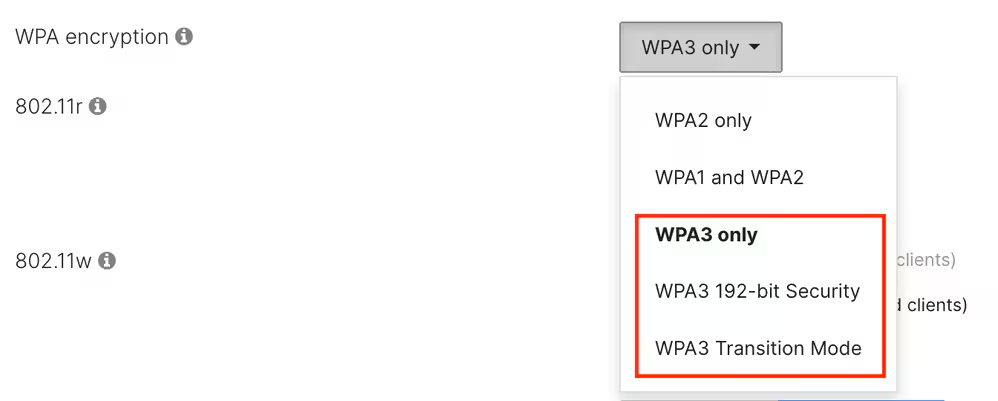 WPA encryption
WPA3 only
802.11r
WPA2 only
WPA1 and WPA2
WPA3 only
802.11w
clients)
WPA3 192-bit Security
clients)
WPA3 Transition Mode